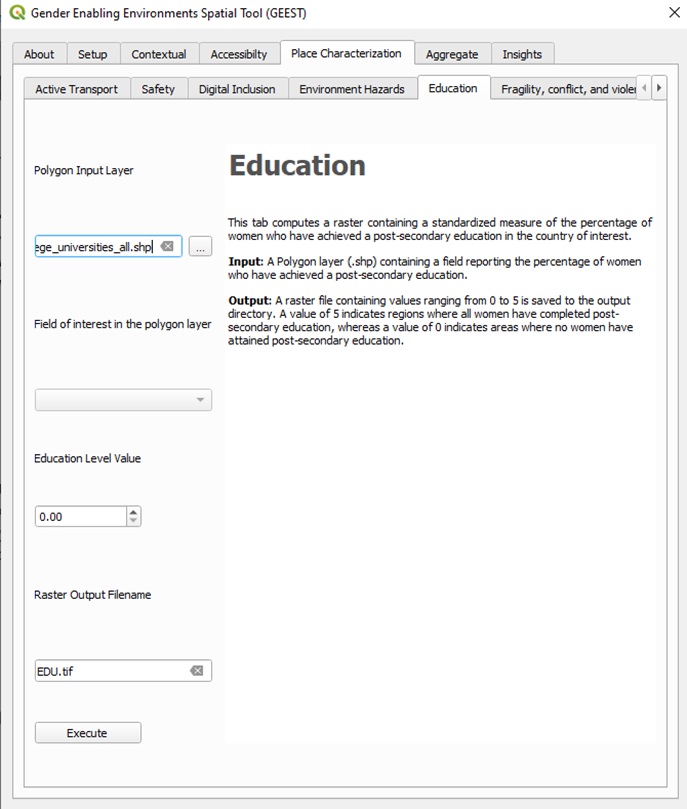 Gender Enabling Environments Spatial Tool (GEEST)
About Setup Contextual Accessibilty Place Characterization Aggregate Insights
Active Transport Safety Digital Inclusion Environment Hazards Education Fragility, conflict, and violen
Polygon Input Layer
ege_universities_all.shp
...
Field of interest in the polygon layer
Education Level Value
0.00
Raster Output Filename
EDU.tif
Execute
Education
This tab computes a raster containing a standardized measure of the percentage of
women who have achieved a post-secondary education in the country of interest.
Input: A Polygon layer (.shp) containing a field reporting the percentage of women
who have achieved a post-secondary education.
Output: A raster file containing values ranging from 0 to 5 is saved to the output
directory. A value of 5 indicates regions where all women have completed post-
secondary education, whereas a value of 0 indicates areas where no women have
attained post-secondary education.